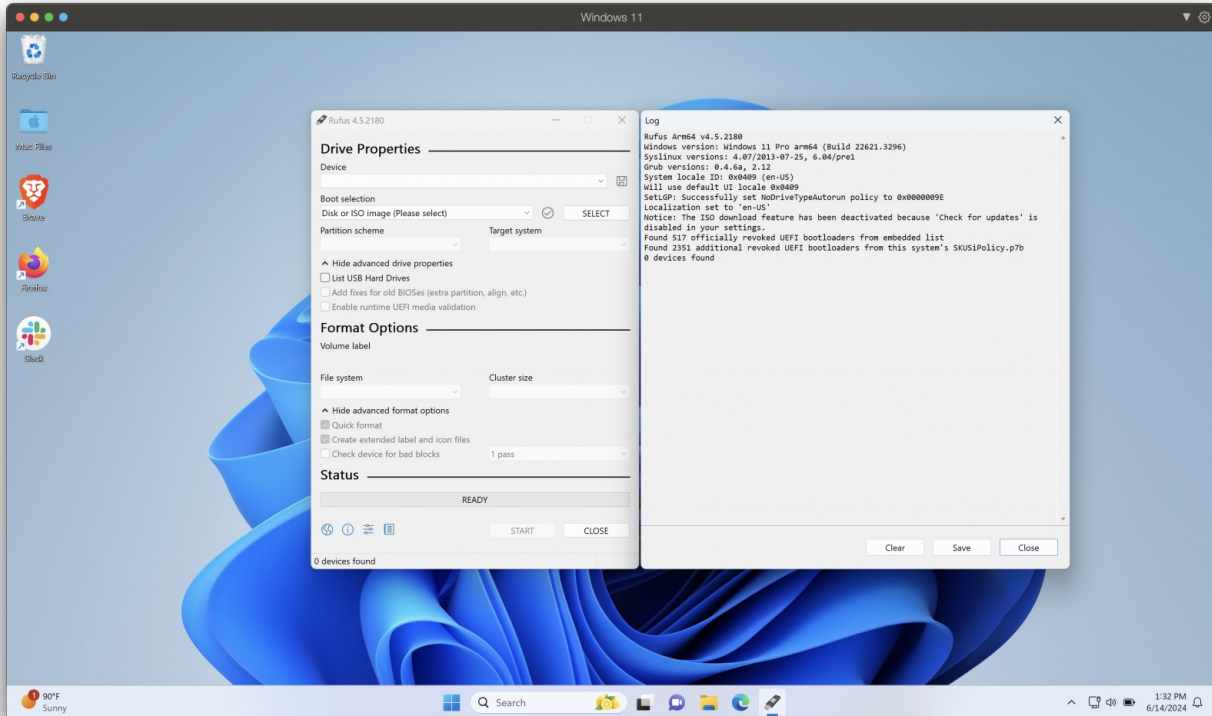 Windows 11
Recycle Bin
Mac Files
Brave
Firefox
Slack
Rufus 4.5.2180
Drive Properties
Device
Boot selection
Disk or ISO image (Please select)
SELECT
Partition scheme
Target system
Hide advanced drive properties
List USB Hard Drives
Add fixes for old BIOSes (extra partition, align, etc.)
Enable runtime UEFI media validation
Format Options
Volume label
File system
Cluster size
Hide advanced format options
Quick format
Create extended label and icon files
Check device for bad blocks
1 pass
Status
READY
START
CLOSE
0 devices found
Log
Rufus Arm64 v4.5.2180
Windows version: Windows 11 Pro arm64 (Build 22621.3296)
Syslinux versions: 4.07/2013-07-25, 6.04/pre1
Grub versions: 0.4.6a, 2.12
System locale ID: 0x0409 (en-US)
Will use default UI locale 0x0409
SetLGP: Successfully set NoDriveTypeAutorun policy to 0x0000009E
Localization set to 'en-US'
Notice: The ISO download feature has been deactivated because 'Check for updates' is
disabled in your settings.
Found 517 officially revoked UEFI bootloaders from embedded list
Found 2351 additional revoked UEFI bootloaders from this system's SKUSiPolicy.p7b
0 devices found
Clear
Save
Close
1
90°F
Sunny
Search
1:32 PM
6/14/2024